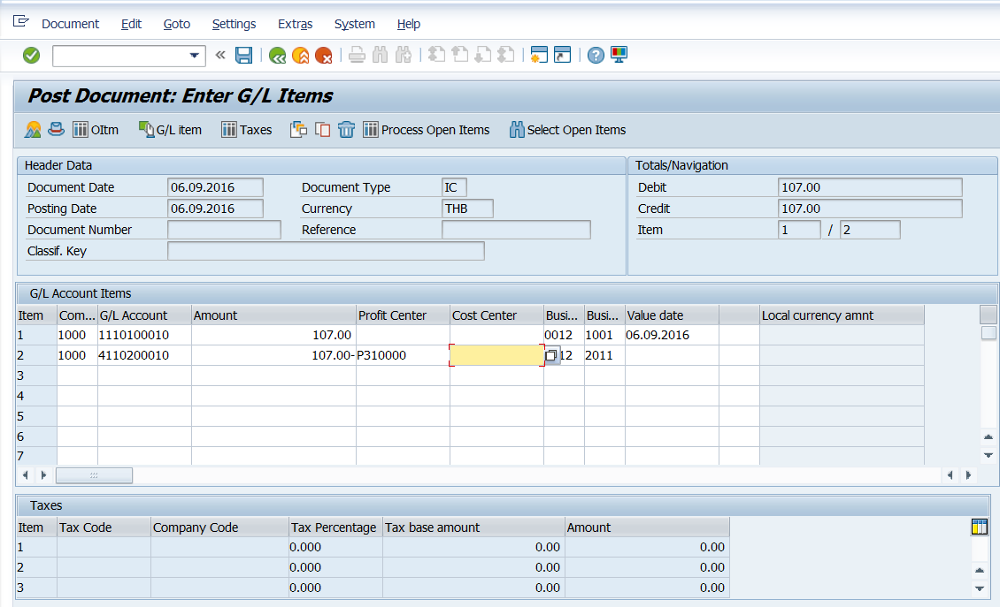 Document Edit Goto Settings Extras System Help
Post Document: Enter G/L Items
OItm G/L item Taxes Process Open Items Select Open Items
Header Data Totals/Navigation
Document Date 06.09.2016 Document Type IC Debit 107.00
Posting Date 06.09.2016 Currency THB Credit 107.00
Document Number Reference Item 1 / 2
Classif. Key
G/L Account Items
Item Com... G/L Account Amount Profit Center Cost Center Busi... Busi... Value date Local currency amnt
1 1000 1110100010 107.00 0012 1001 06.09.2016
2 1000 4110200010 107.00- P310000 12 2011
3
4
5
6
7
Taxes
Item Tax Code Company Code Tax Percentage Tax base amount Amount
1 0.000 0.00 0.00
2 0.000 0.00 0.00
3 0.000 0.00 0.00